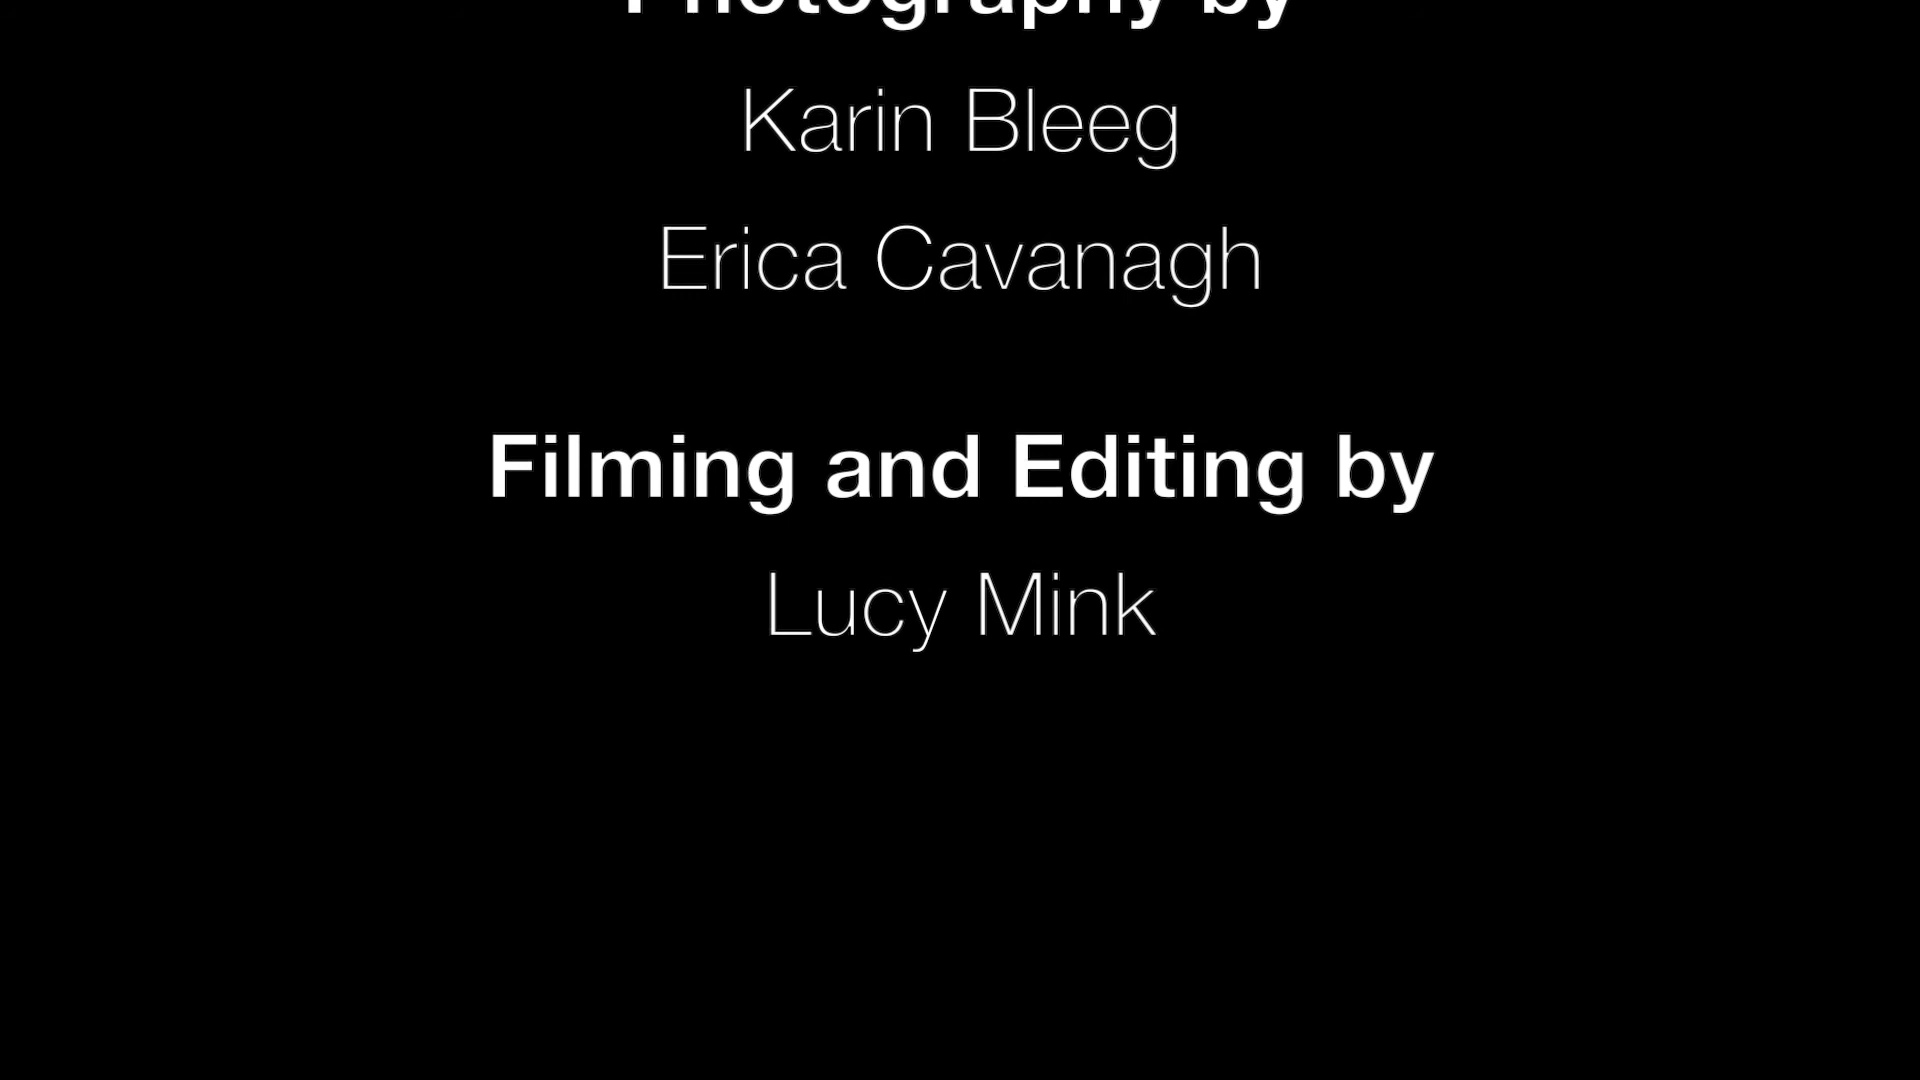 Photography by
Karin Bleeg
Erica Cavanagh
Filming and Editing by
Lucy Mink